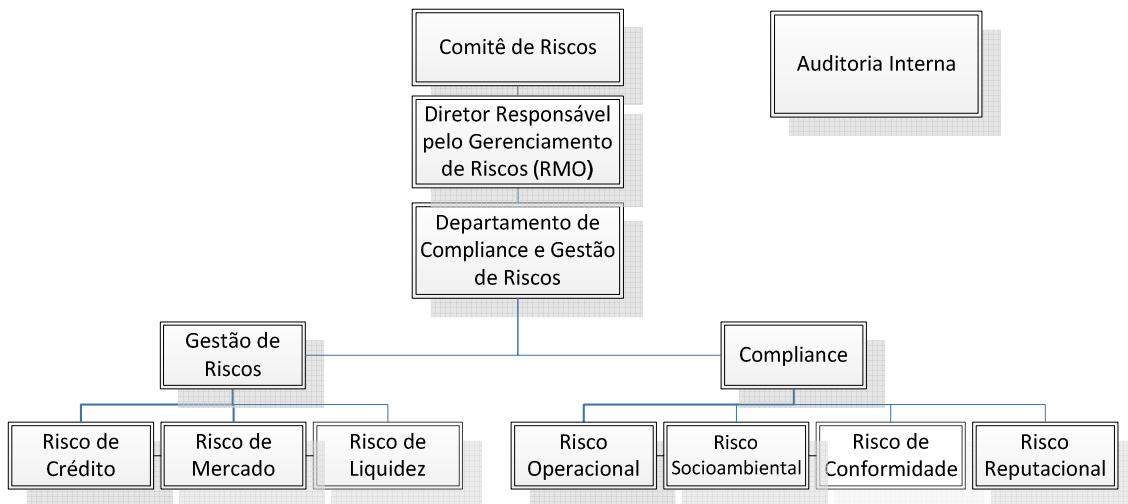 Comitê de Riscos
Auditoria Interna
Diretor Responsável
pelo Gerenciamento
de Riscos (RMO)
Departamento de
Compliance e Gestão
de Riscos
Gestão de
Riscos
Compliance
Risco de
Crédito
Risco de
Mercado
Risco de
Liquidez
Risco
Operacional
Risco
Socioambiental
Risco de
Conformidade
Risco
Reputacional